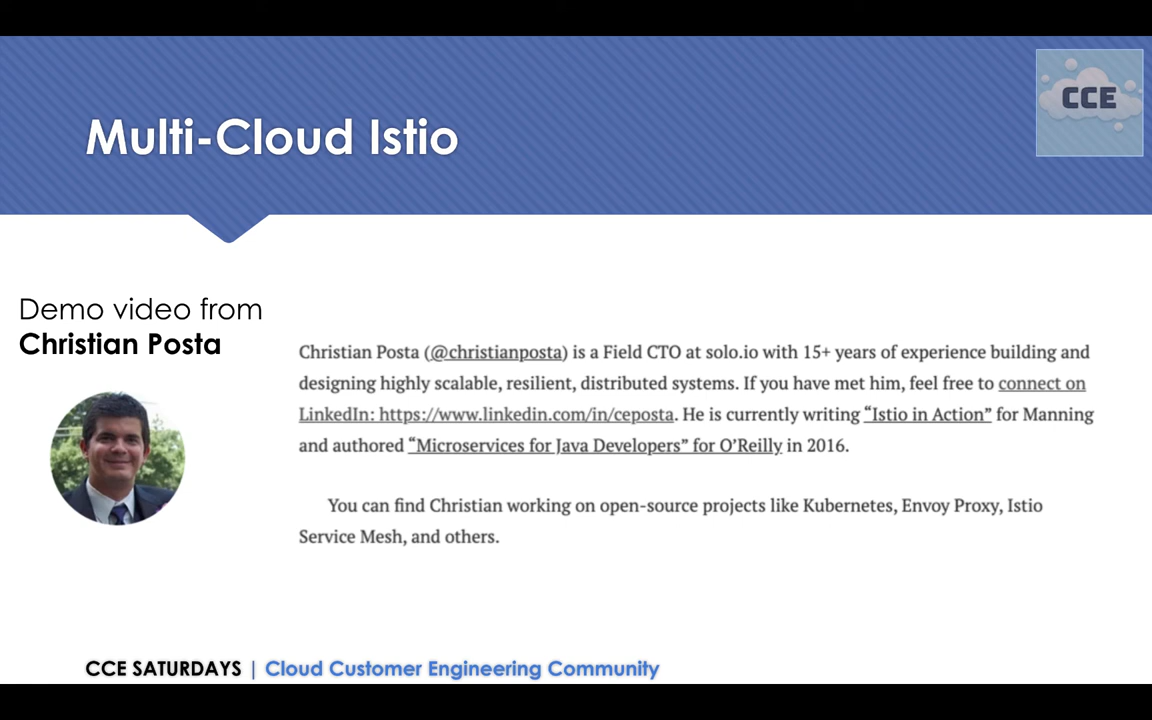 CCE
Multi-Cloud Istio
Demo video from
Christian Posta
Christian Posta (@christianposta) is a Field CTO at solo.io with 15+ years of experience building and
designing highly scalable, resilient, distributed systems. If you have met him, feel free to connect on
LinkedIn: https://www.linkedin.com/in/ceposta. He is currently writing “Istio in Action” for Manning
and authored “Microservices for Java Developers” for O’Reilly in 2016.
You can find Christian working on open-source projects like Kubernetes, Envoy Proxy, Istio
Service Mesh, and others.
CCE SATURDAYS | Cloud Customer Engineering Community